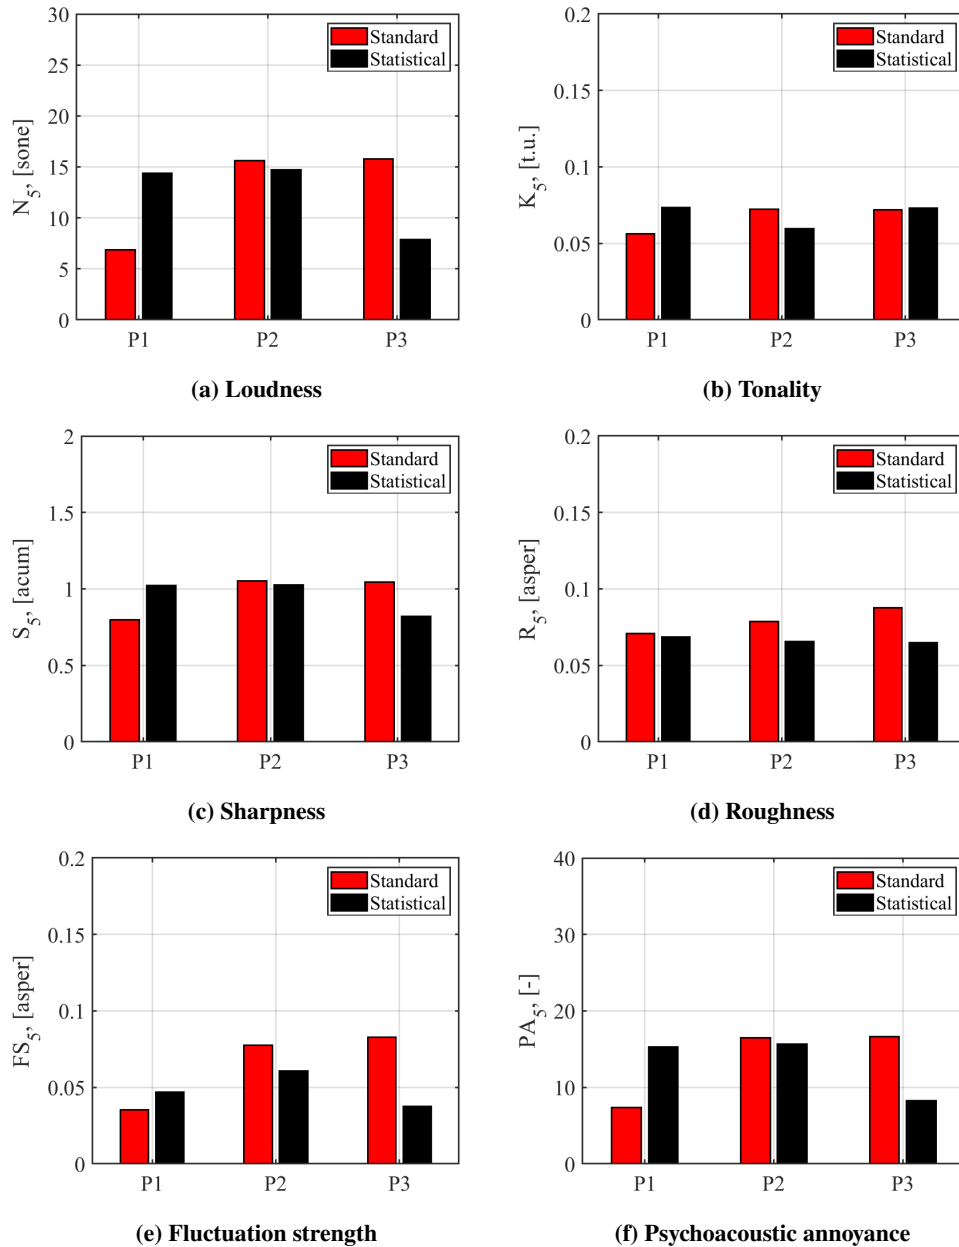 30
25
20
15
10
5
0
N5, [sone]
Standard
Statistical
P1 P2 P3
(a) Loudness
0.2
0.15
0.1
0.05
0
K5, [t.u.]
Standard
Statistical
P1 P2 P3
(b) Tonality
2
1.5
1
0.5
0
S5, [acum]
Standard
Statistical
P1 P2 P3
(c) Sharpness
0.2
0.15
0.1
0.05
0
R5, [asper]
Standard
Statistical
P1 P2 P3
(d) Roughness
0.2
0.15
0.1
0.05
0
FS5, [asper]
Standard
Statistical
P1 P2 P3
(e) Fluctuation strength
40
30
20
10
0
PA5, [-]
Standard
Statistical
P1 P2 P3
(f) Psychoacoustic annoyance